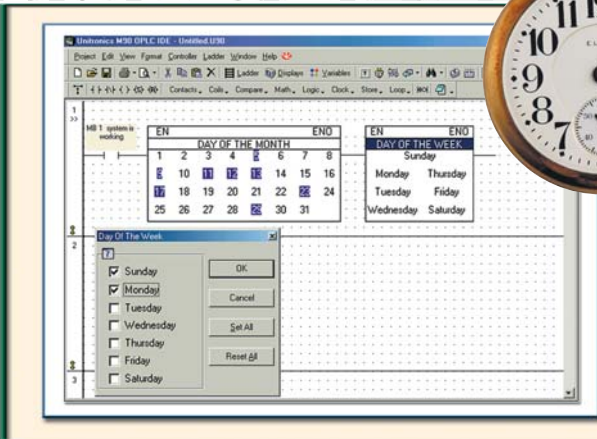 Unitronics M90 OPLC IDE - Untitled.U90
Project Edit View Format Controller Ladder Window Help
Ladder Displays Variables
Contacts Coils Compare Math Logic Clock Store Loop
1
MB 1 system is
working
EN ENO
DAY OF THE MONTH
1 2 3 4 5 6 7 8
9 10 11 12 13 14 15 16
17 18 19 20 21 22 23 24
25 26 27 28 29 30 31
EN ENO
DAY OF THE WEEK
Sunday
Monday Thursday
Tuesday Friday
Wednesday Saturday
2
Day Of The Week
7
Sunday
Monday
Tuesday
Wednesday
Thursday
Friday
Saturday
OK
Cancel
Set All
Reset All
3
11
10
9
8